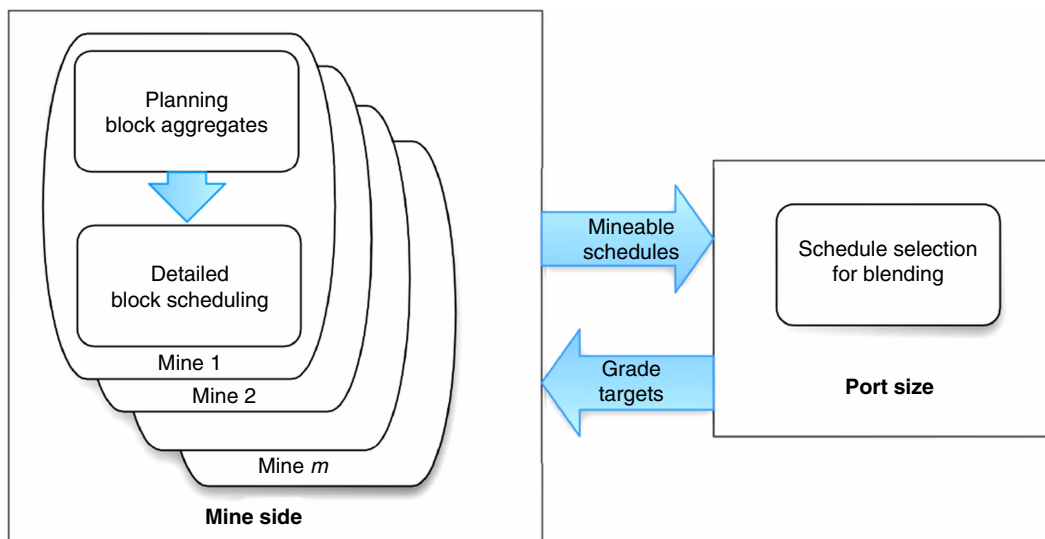 Planning
block aggregates
Detailed
block scheduling
Mine 1
Mine 2
Mine m
Mine side
Mineable
schedules
Grade
targets
Schedule selection
for blending
Port size